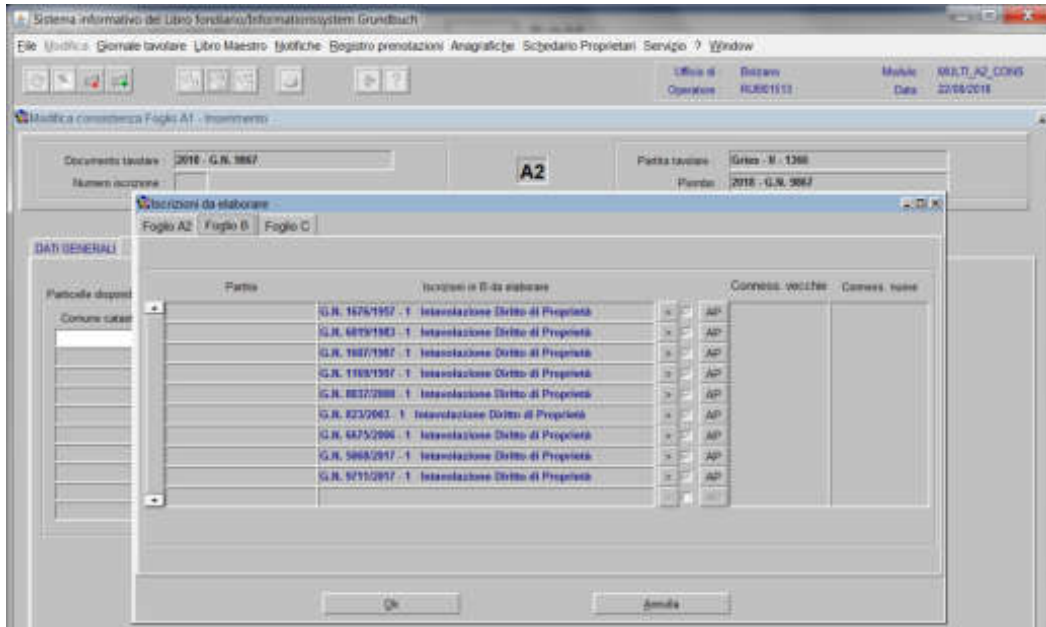 Sistema informativo del Libro fondiario/Informationssystem Grundbuch
File Modifica Giornale tavolare Libro Maestro Notifiche Registro prenotazioni Anagrafiche Schedario Proprietari Servizio ? Window
Ufficio di Bolzano Modulo MULTI_A2_CONS
Operatore Data 22/08/2018
Modifica consistenza Foglio A1 - Inserimento
Documento tavolare 2018 - G.N. 9867 A2 Partita tavolare Gries - II - 1360
Numero iscrizione Piombo 2018 - G.N. 9867
Iscrizioni da elaborare
Foglio A2 Foglio B Foglio C
DATI GENERALI
Partita Iscrizioni in B da elaborare Conness. vecchie Conness. nuove
Particelle
Comune
G.N. 1676/1957 - 1 Intavolazione Diritto di Proprietà > AP
G.N. 6019/1983 - 1 Intavolazione Diritto di Proprietà > AP
G.N. 1607/1987 - 1 Intavolazione Diritto di Proprietà > AP
G.N. 1169/1997 - 1 Intavolazione Diritto di Proprietà > AP
G.N. 8037/2000 - 1 Intavolazione Diritto di Proprietà > AP
G.N. 823/2003 - 1 Intavolazione Diritto di Proprietà > AP
G.N. 6675/2006 - 1 Intavolazione Diritto di Proprietà > AP
G.N. 5068/2017 - 1 Intavolazione Diritto di Proprietà > AP
G.N. 9711/2017 - 1 Intavolazione Diritto di Proprietà > AP
Ok Annulla